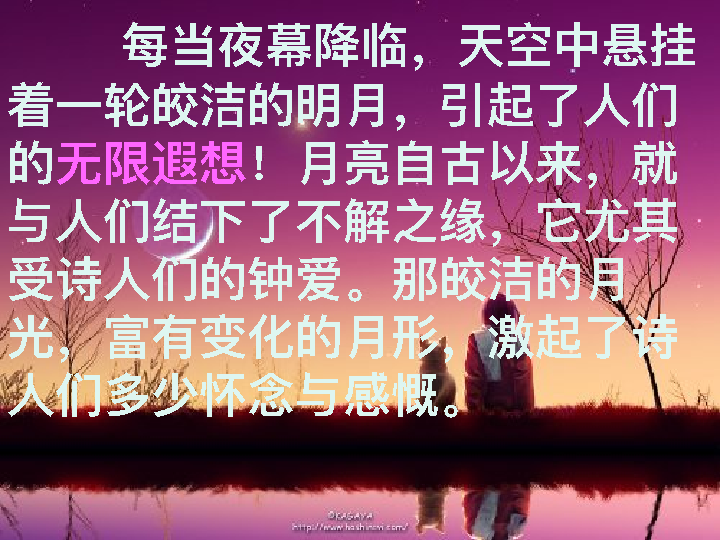 每当夜幕降临，天空中悬挂
着一轮皎洁的明月，引起了人们
的无限遐想！月亮自古以来，就
与人们结下了不解之缘，它尤其
受诗人们的钟爱。那皎洁的月
光，富有变化的月形，激起了诗
人们多少怀念与感慨。
©KAGAYA